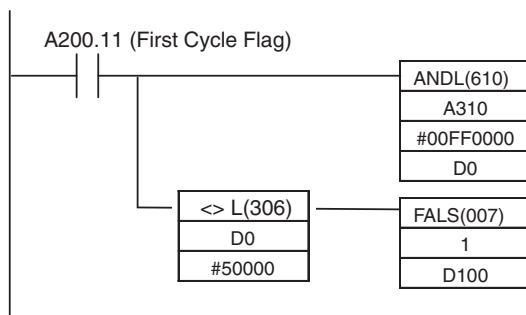 A200.11 (First Cycle Flag)
ANDL(610)
A310
#00FF0000
D0
<> L(306)
D0
#50000
FALS(007)
1
D100